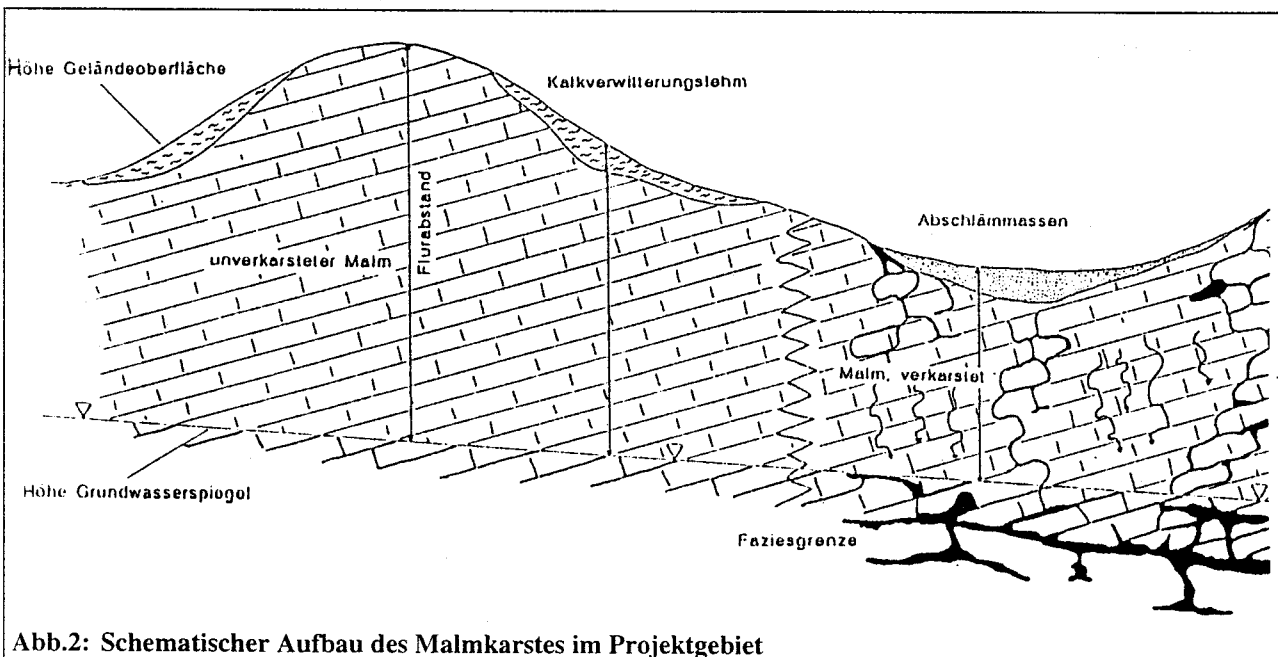 Höhe Geländeoberfläche
Kalkverwitterungslehm
Flurabstand
unverkarsteter Malm
Abschlämmassen
Malm, verkarstet
Höhe Grundwasserspiegel
Faziesgrenze
Abb.2: Schematischer Aufbau des Malmkarstes im Projektgebiet